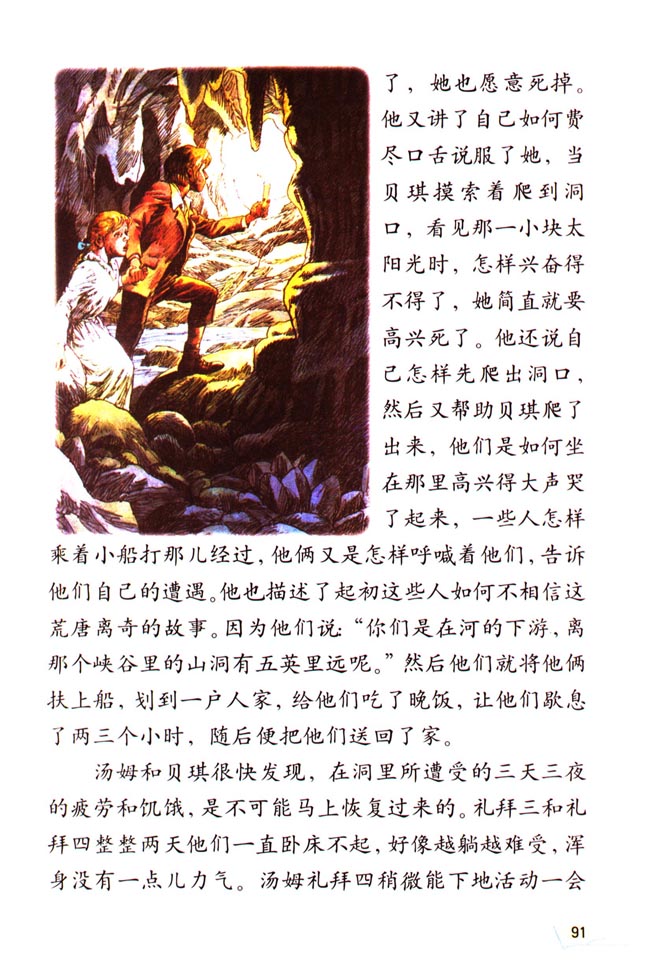 了，她也愿意死掉。
他又讲了自己如何费
尽口舌说服了她，当
贝琪摸索着爬到洞
口，看见那一小块太
阳光时，怎样兴奋得
不得了，她简直就要
高兴死了。他还说自
己怎样先爬出洞口，
然后又帮助贝琪爬了
出来，他们是如何坐
在那里高兴得大声哭
了起来，一些人怎样
乘着小船打那儿经过，他俩又是怎样呼喊着他们，告诉
他们自己的遭遇。他也描述了起初这些人如何不相信这
荒唐离奇的故事。因为他们说：“你们是在河的下游，离
那个峡谷里的山洞有五英里远呢。”然后他们就将他俩
扶上船，划到一户人家，给他们吃了晚饭，让他们歇息
了两三个小时，随后便把他们送回了家。
汤姆和贝琪很快发现，在洞里所遭受的三天三夜
的疲劳和饥饿，是不可能马上恢复过来的。礼拜三和礼
拜四整整两天他们一直卧床不起，好像越躺越难受，浑
身没有一点儿力气。汤姆礼拜四稍微能下地活动一会
91